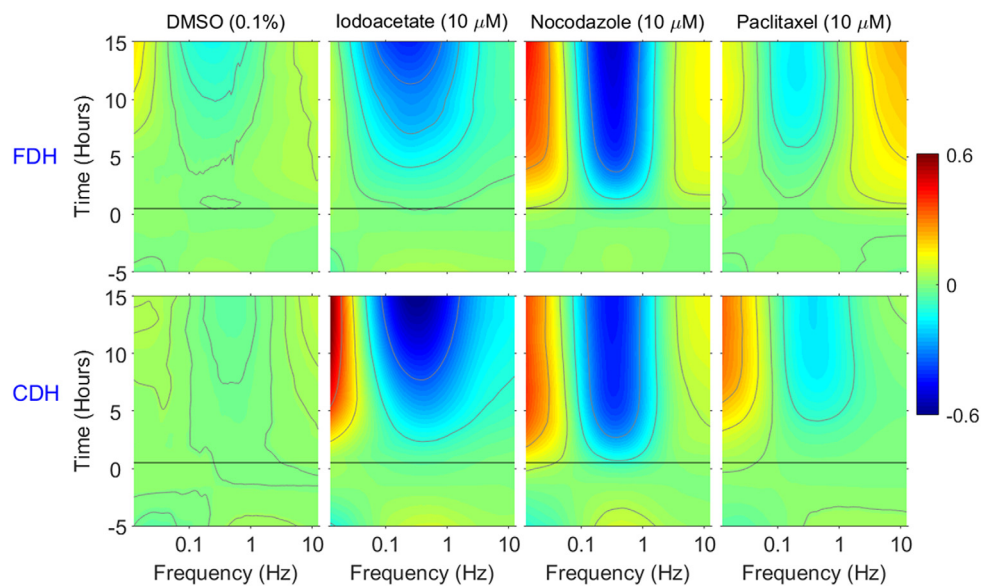 DMSO (0.1%) Iodoacetate (10 μM) Nocodazole (10 μM) Paclitaxel (10 μM)
FDH
Time (Hours)
15
10
5
0
-5
CDH
Time (Hours)
15
10
5
0
-5
0.1 1 10 0.1 1 10 0.1 1 10 0.1 1 10
Frequency (Hz) Frequency (Hz) Frequency (Hz) Frequency (Hz)
0.6
0
-0.6